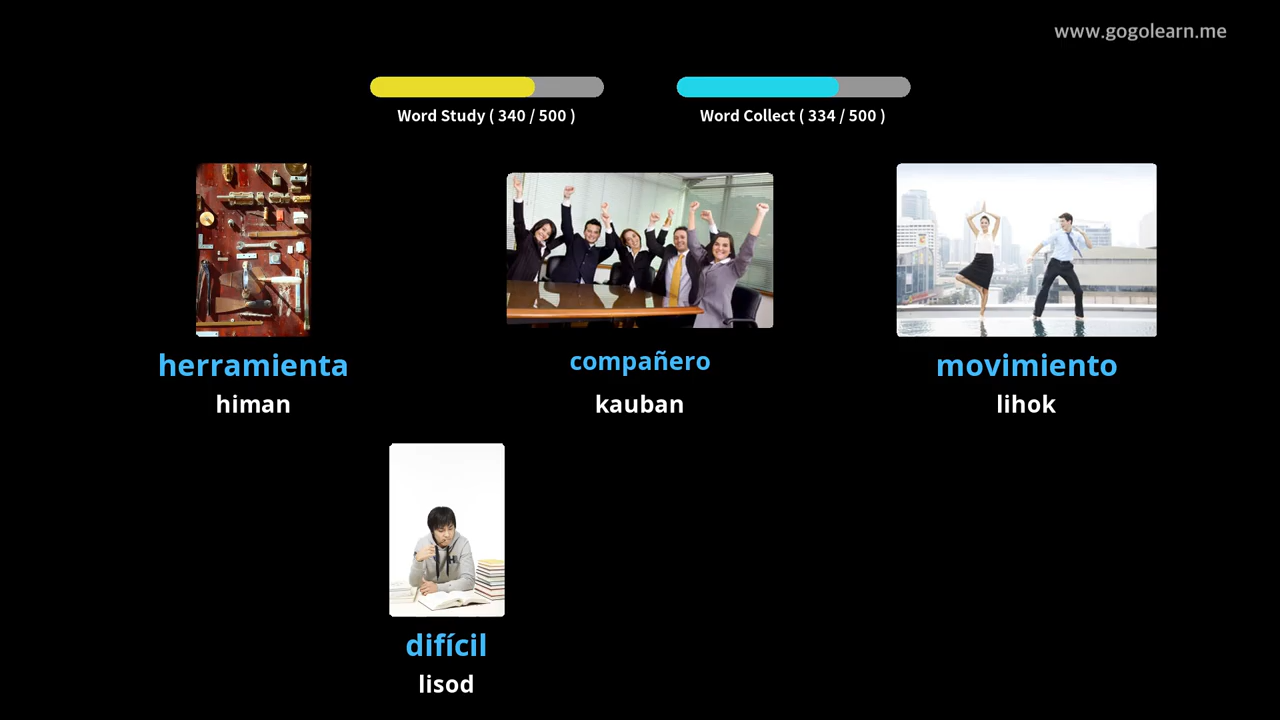 www.gogolearn.me
Word Study ( 340 / 500 )
Word Collect ( 334 / 500 )
herramienta
himan
compañero
kauban
movimiento
lihok
difícil
lisod